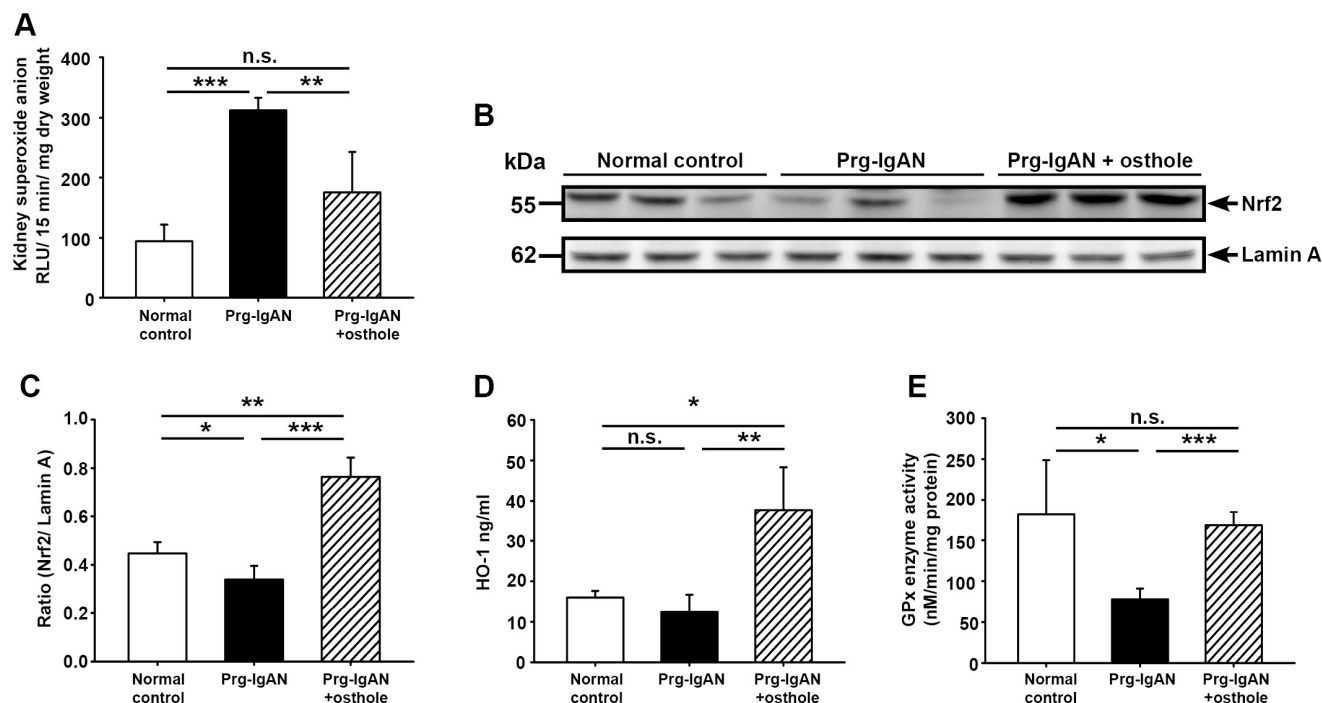 A
Kidney superoxide anion
RLU/ 15 min/ mg dry weight
400
300
200
100
0
n.s.
***
**
Normal
control
Prg-IgAN
Prg-IgAN
+osthole
B
kDa
Normal control
Prg-IgAN
Prg-IgAN + osthole
55
Nrf2
62
Lamin A
C
Ratio (Nrf2/ Lamin A)
1.0
0.8
0.6
0.4
0.2
0.0
**
*
***
Normal
control
Prg-IgAN
Prg-IgAN
+osthole
D
HO-1 ng/ml
60
50
40
30
20
10
0
*
n.s.
**
Normal
control
Prg-IgAN
Prg-IgAN
+osthole
E
GPx enzyme activity
(nM/min/mg protein)
300
250
200
150
100
50
0
n.s.
*
***
Normal
control
Prg-IgAN
Prg-IgAN
+osthole